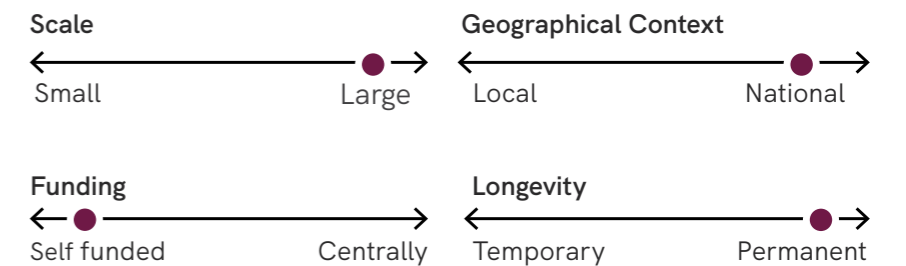 Scale
Small Large
Geographical Context
Local National
Funding
Self funded Centrally
Longevity
Temporary Permanent